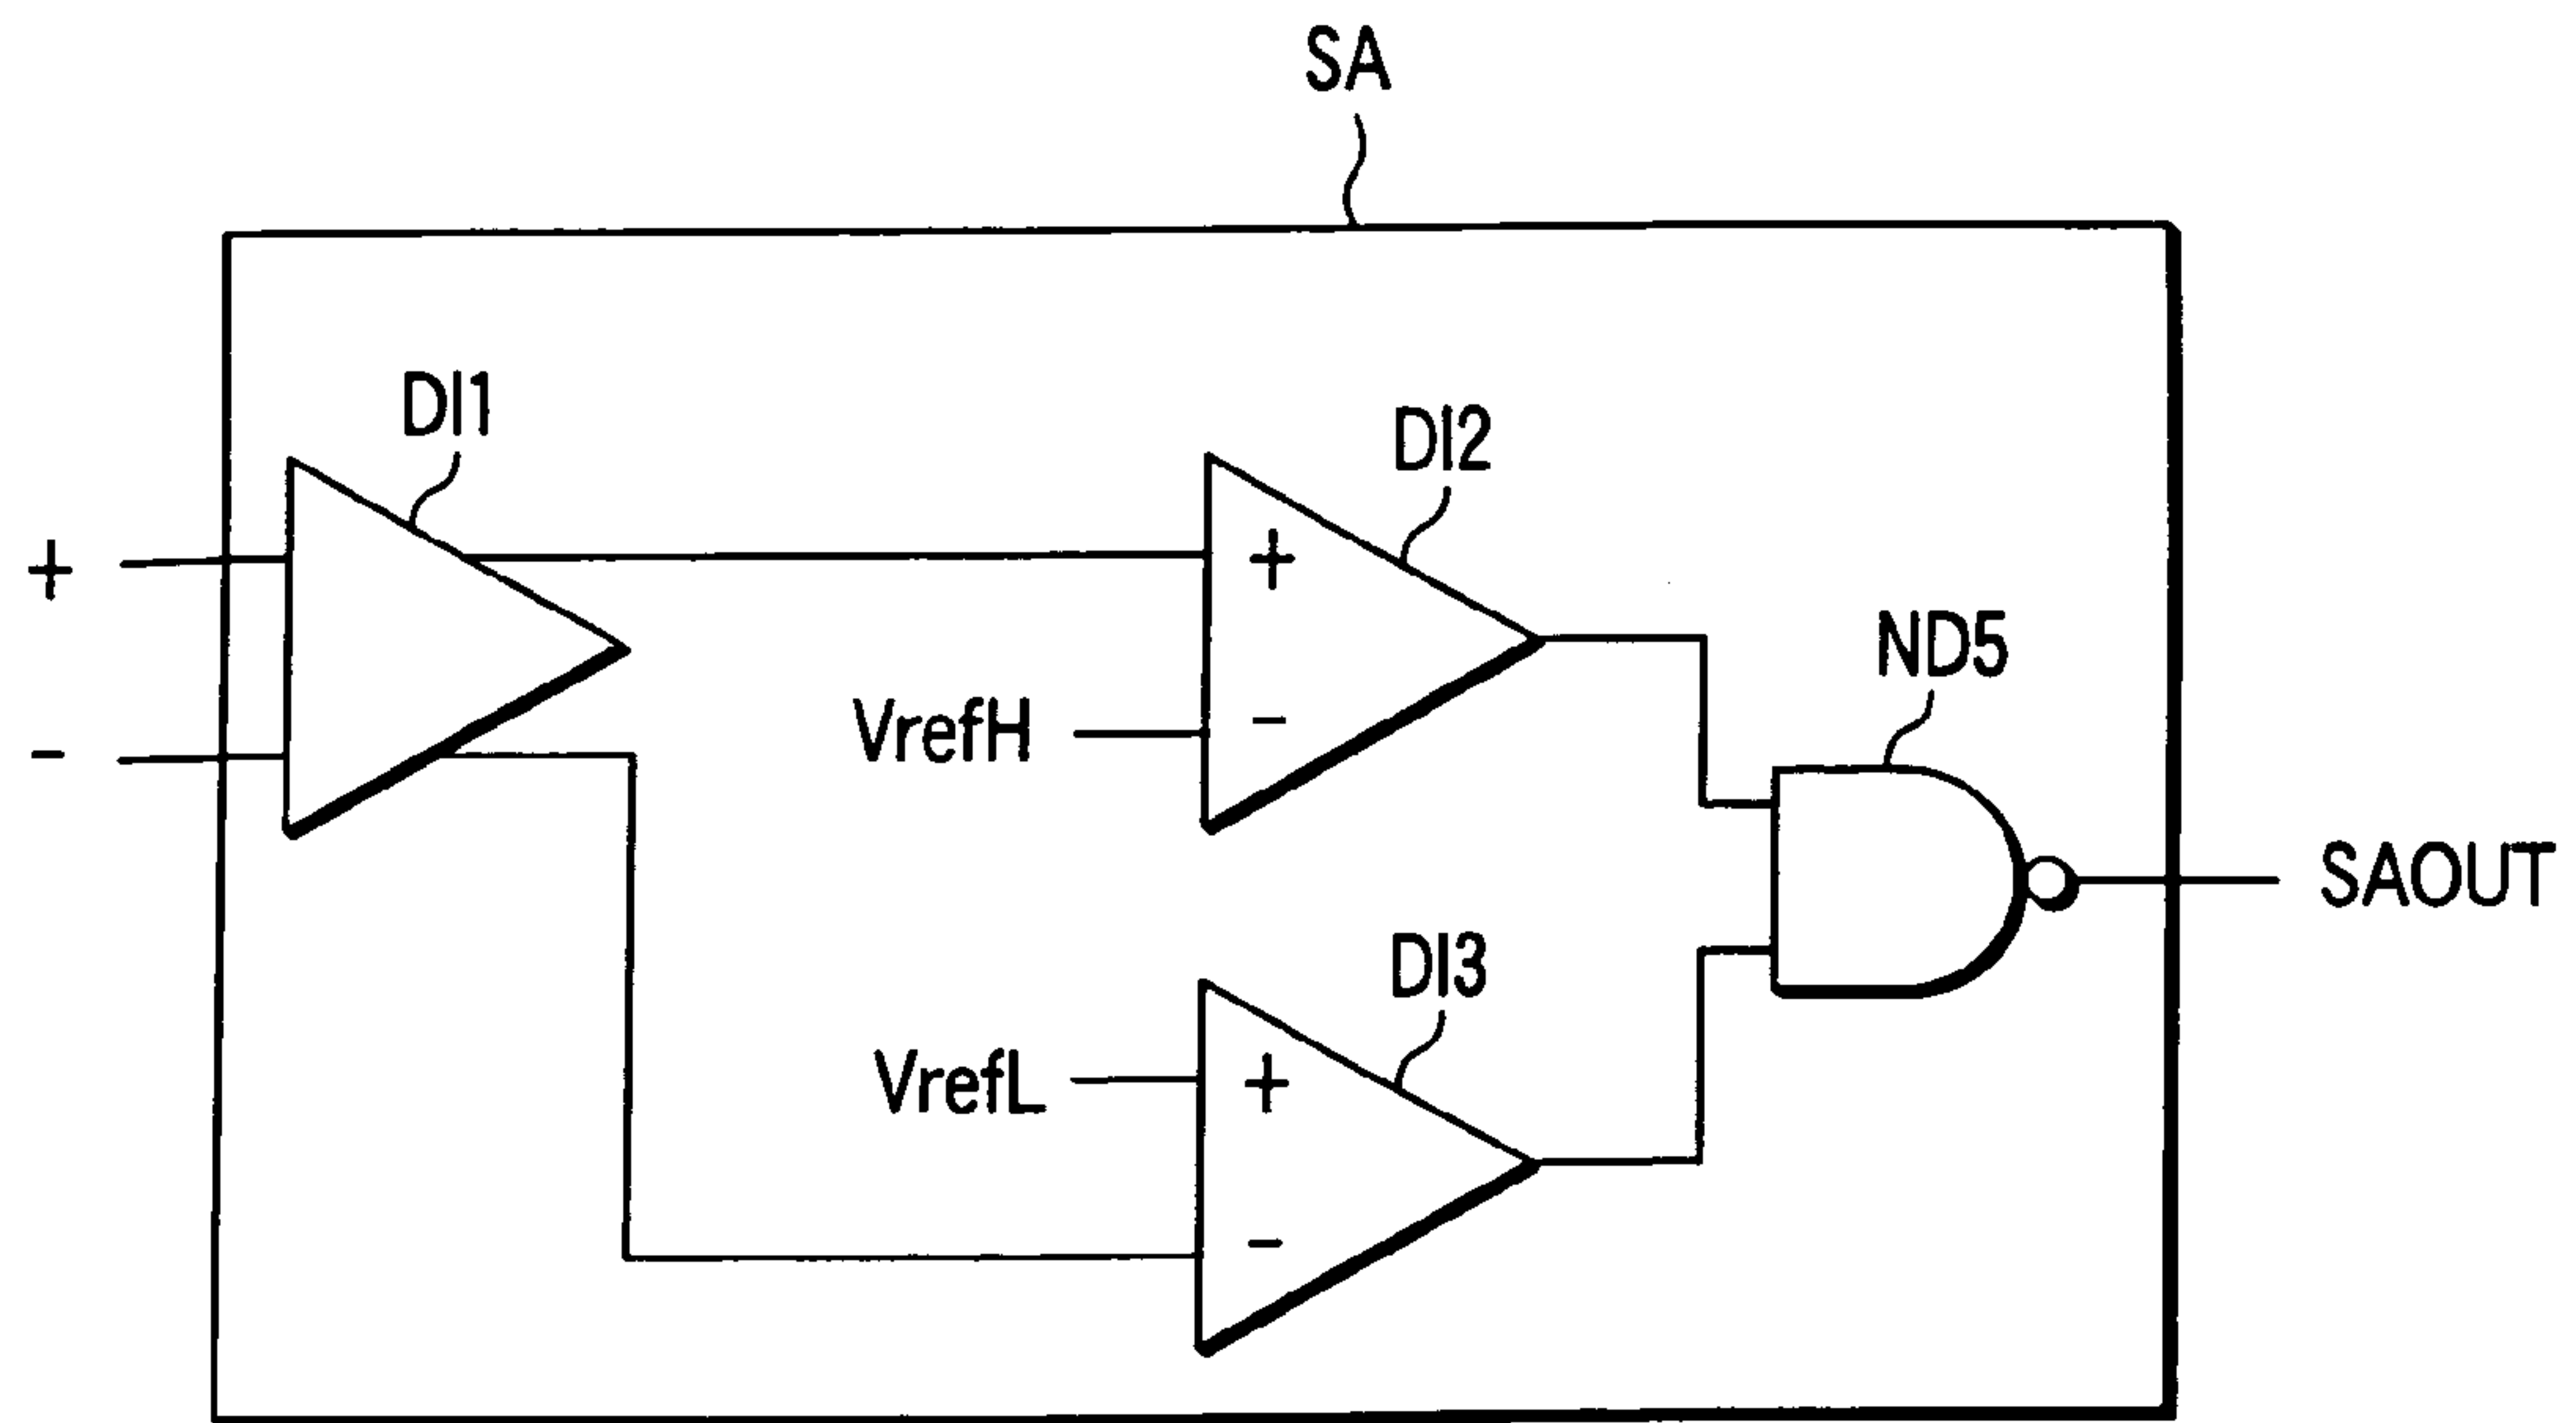 SA
DI1
DI2
+
+
VrefH
-
-
ND5
SAOUT
DI3
VrefL
+
-